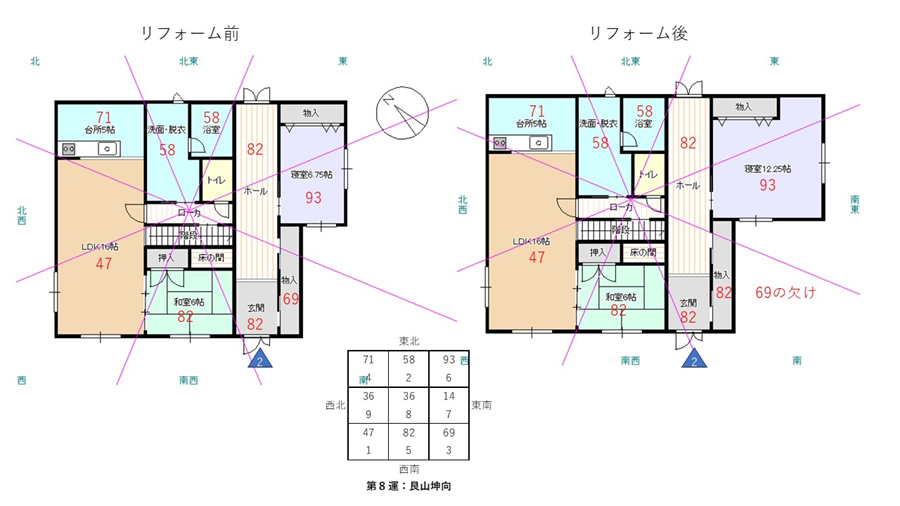 リフォーム前
リフォーム後
北
北東
東
北
北東
東
N
71
台所5帖
洗面・脱衣
58
58
浴室
物入
82
ホール
トイレ
寝室6.75帖
93
ローカ
階段
LDK16帖
47
押入
床の間
和室6帖
82
物入
69
玄関
82
2
北西
西
南西
南
71
台所5帖
洗面・脱衣
58
58
浴室
物入
82
ホール
トイレ
寝室12.25帖
93
ローカ
階段
LDK16帖
47
押入
床の間
和室6帖
82
物入
82
玄関
82
2
69の欠け
北西
南東
西
南西
南
東北
71 58 93
4 2 6
西北 36 36 14 東南
9 8 7
47 82 69
1 5 3
西南
第８運：艮山坤向